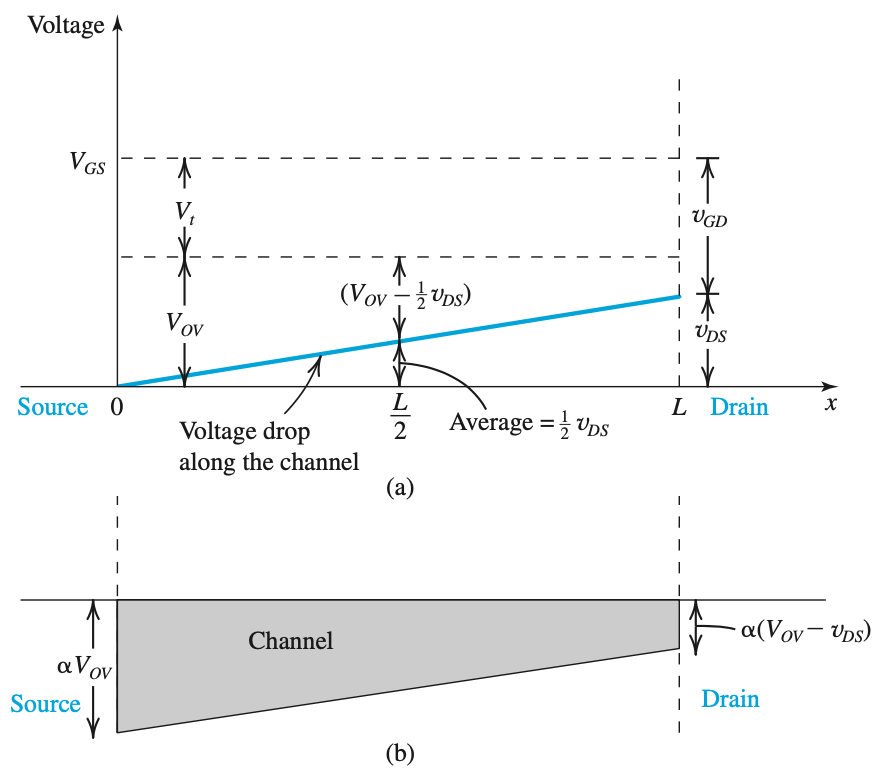 Voltage
V_GS
V_t
v_GD
(V_OV − ½ v_DS)
V_OV
v_DS
Source 0
L/2
L Drain
x
Voltage drop
along the channel
Average = ½ v_DS
(a)
Channel
α(V_OV − v_DS)
αV_OV
Source
Drain
(b)